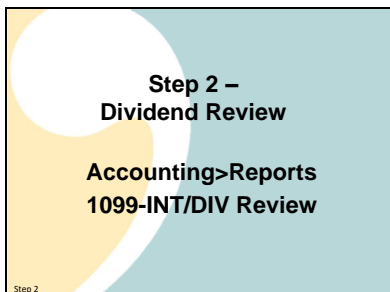 Step 2 –
Dividend Review
Accounting>Reports
1099-INT/DIV Review
Step 2